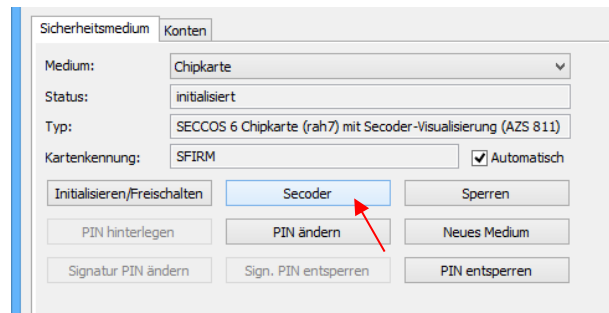 Sicherheitsmedium Konten
Medium: Chipkarte
Status: initialisiert
Typ: SECCOS 6 Chipkarte (rah7) mit Secoder-Visualisierung (AZS 811)
Kartenkennung: SFIRM Automatisch
Initialisieren/Freischalten Secoder Sperren
PIN hinterlegen PIN ändern Neues Medium
Signatur PIN ändern Sign. PIN entsperren PIN entsperren